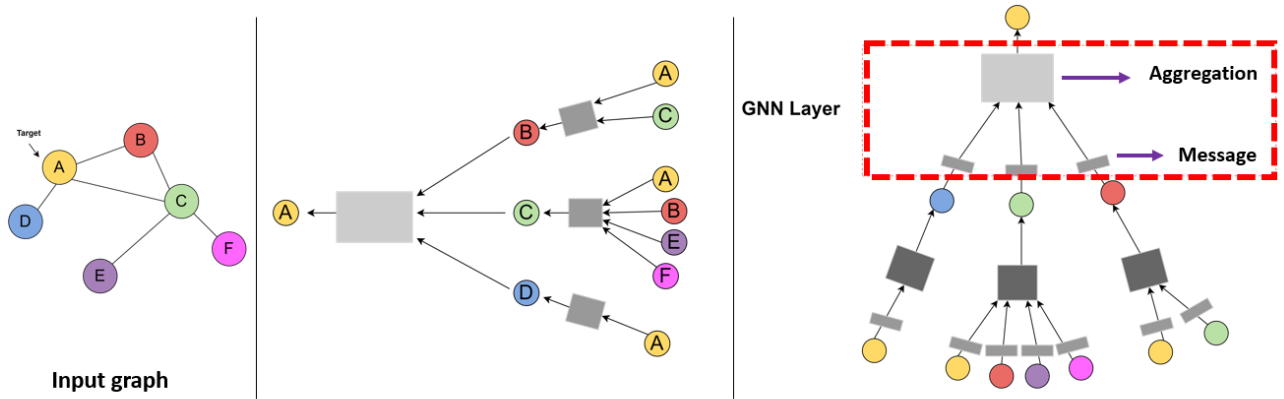 Target
A
B
C
D
E
F
Input graph
A
B
C
D
A
C
A
B
E
F
A
GNN Layer
Aggregation
Message